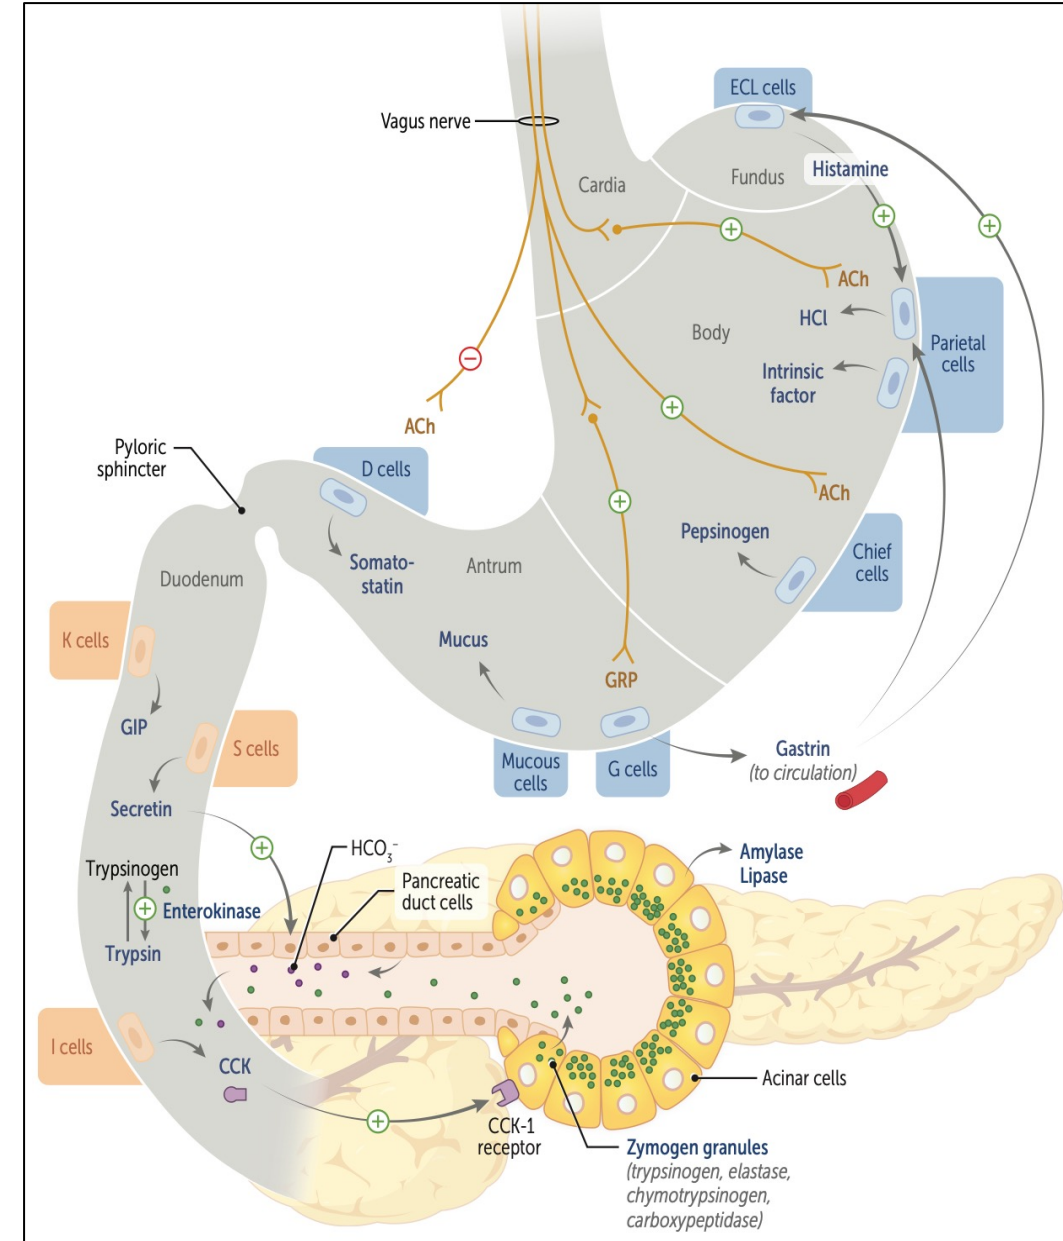 ECL cells
Vagus nerve
Histamine
Cardia
Fundus
ACh
HCl
Body
Parietal
cells
Intrinsic
factor
ACh
Pyloric
sphincter
D cells
ACh
Pepsinogen
Chief
cells
Somato-
statin
Antrum
Duodenum
K cells
Mucus
GRP
GIP
S cells
Mucous
cells
G cells
Gastrin
(to circulation)
Secretin
HCO₃⁻
Amylase
Lipase
Trypsinogen
Pancreatic
duct cells
Enterokinase
Trypsin
I cells
CCK
Acinar cells
CCK-1
receptor
Zymogen granules
(trypsinogen, elastase,
chymotrypsinogen,
carboxypeptidase)